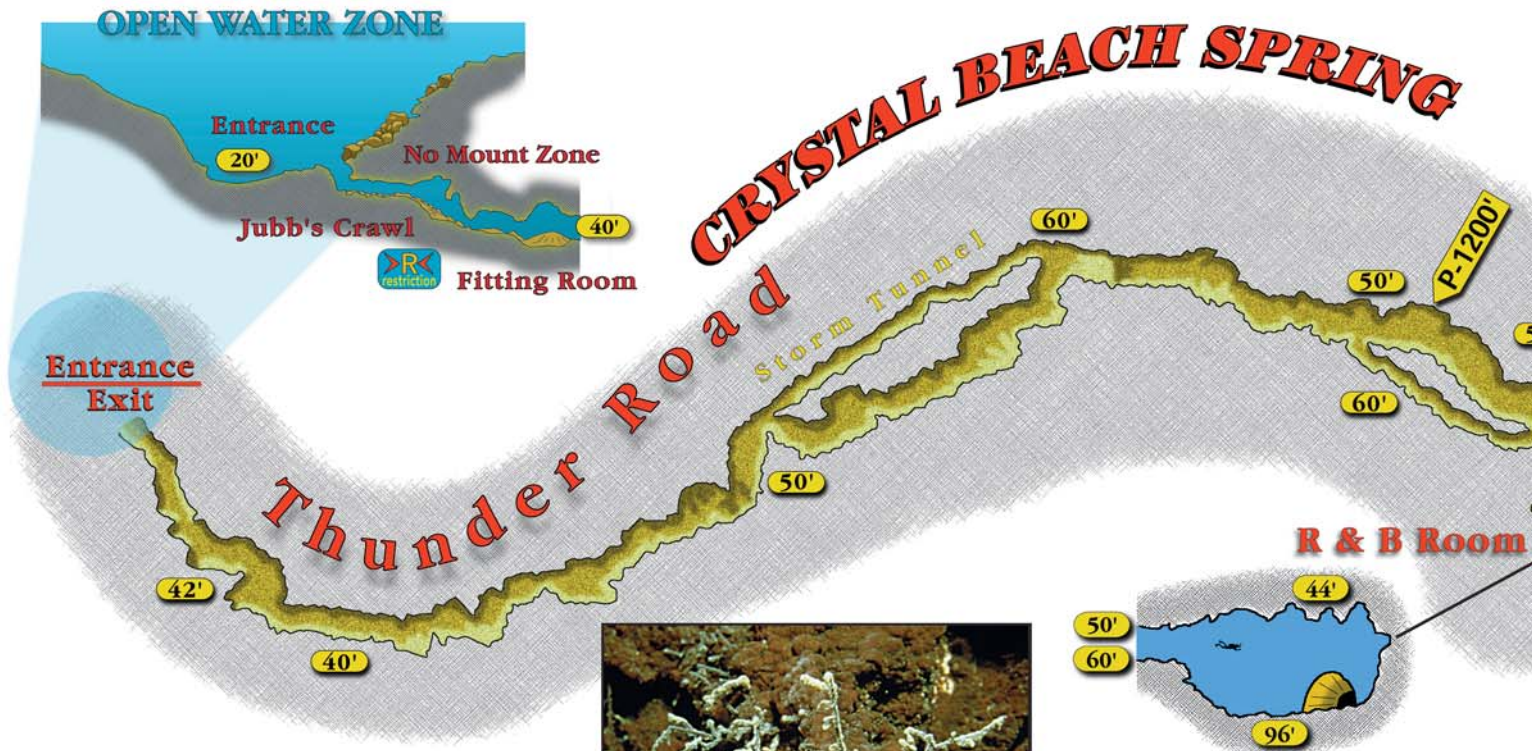 OPEN WATER ZONE
Entrance
20'
No Mount Zone
Jubb's Crawl
40'
>R<
restriction
Fitting Room
CRYSTAL BEACH SPRING
Entrance
Exit
Thunder Road
Storm Tunnel
60'
50'
P-1200'
60'
50'
42'
40'
R & B Room
44'
50'
60'
96'